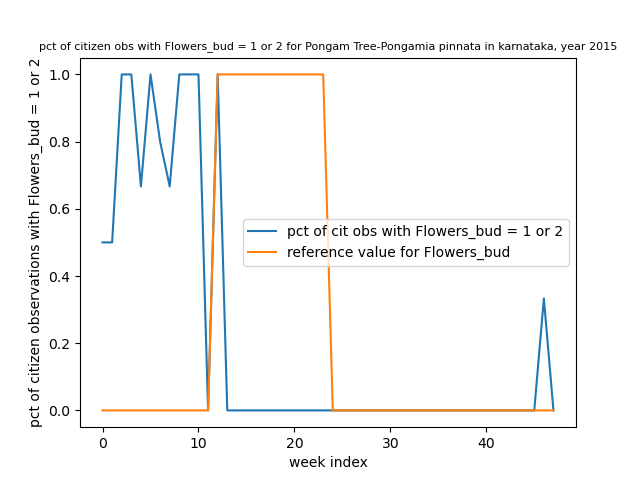 pct of citizen obs with Flowers_bud = 1 or 2 for Pongam Tree-Pongamia pinnata in karnataka, year 2015
pct of citizen observations with Flowers_bud = 1 or 2
1.0
0.8
0.6
0.4
0.2
0.0
pct of cit obs with Flowers_bud = 1 or 2
reference value for Flowers_bud
0 10 20 30 40
week index